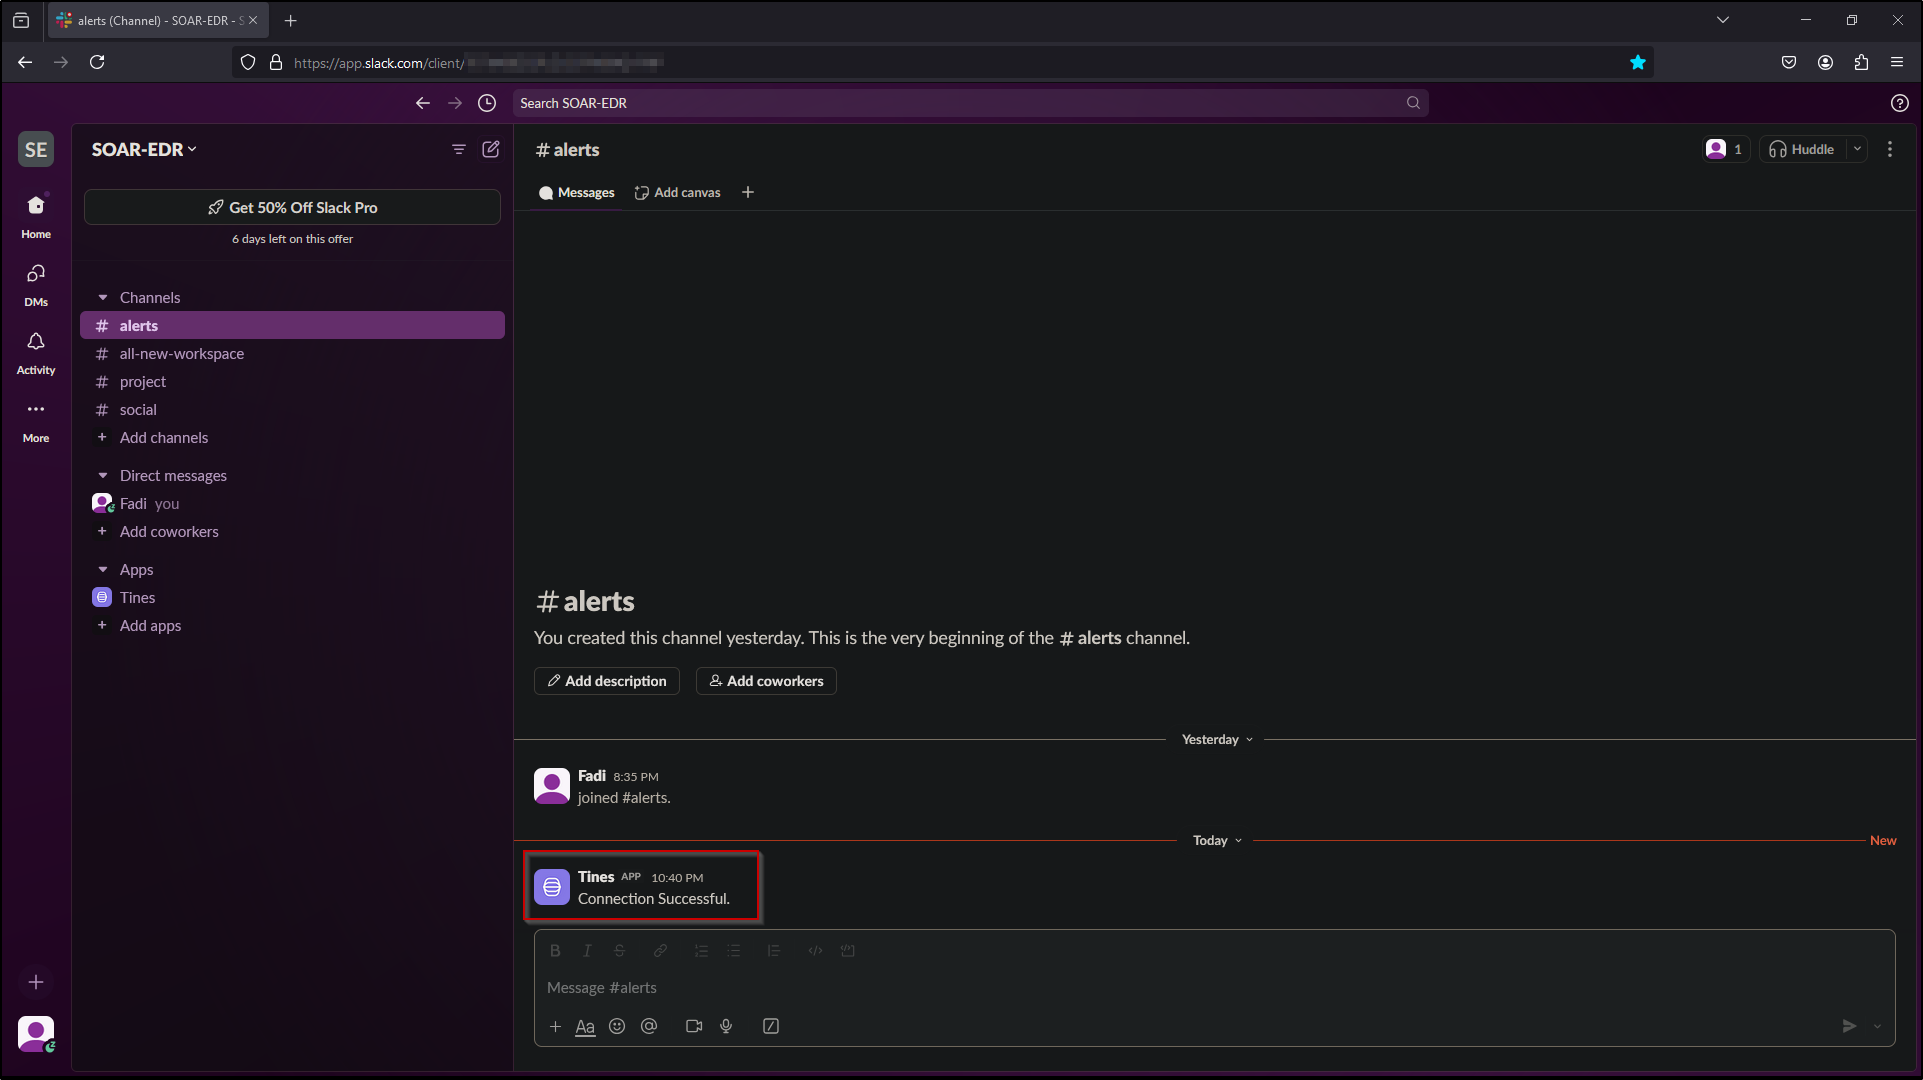 alerts (Channel) - SOAR-EDR - S
https://app.slack.com/client/
Search SOAR-EDR
SE
Home
DMs
Activity
More
SOAR-EDR
Get 50% Off Slack Pro
6 days left on this offer
Channels
# alerts
# all-new-workspace
# project
# social
+ Add channels
Direct messages
Fadi you
+ Add coworkers
Apps
Tines
+ Add apps
# alerts
1
Huddle
Messages
Add canvas
# alerts
You created this channel yesterday. This is the very beginning of the # alerts channel.
Add description
Add coworkers
Yesterday
Fadi 8:35 PM
joined #alerts.
Today
New
Tines APP 10:40 PM
Connection Successful.
B I S
Message #alerts
+ Aa @